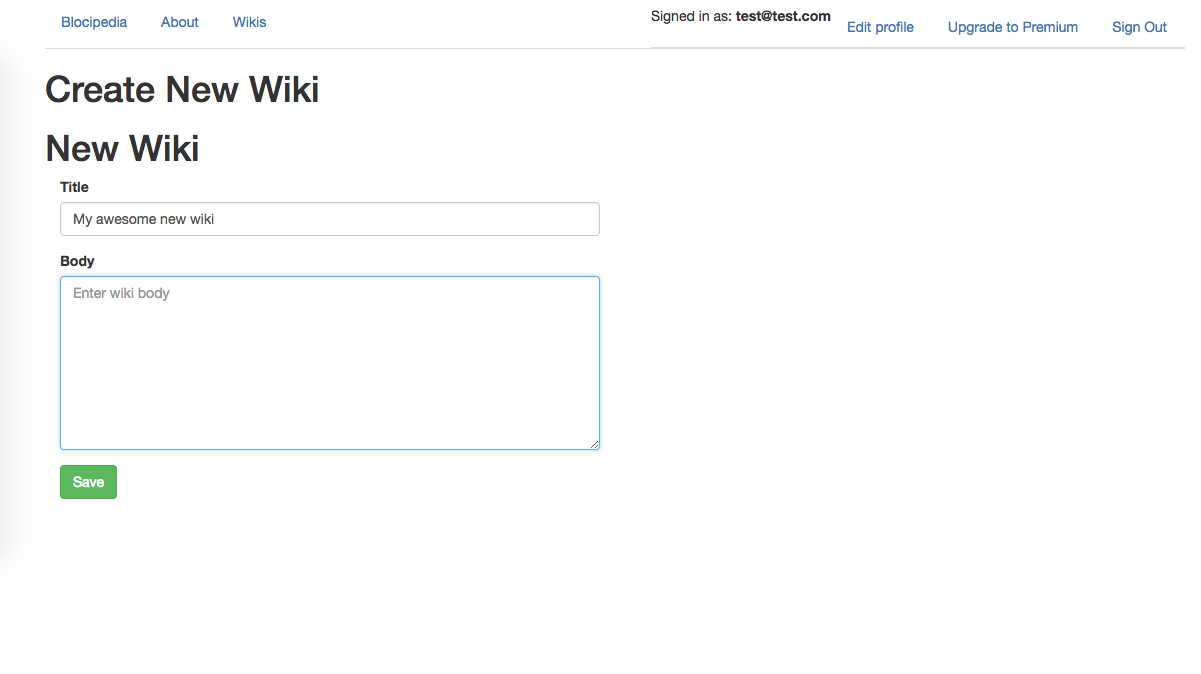 Blocipedia About Wikis Signed in as: test@test.com Edit profile Upgrade to Premium Sign Out
Create New Wiki
New Wiki
Title
My awesome new wiki
Body
Enter wiki body
Save